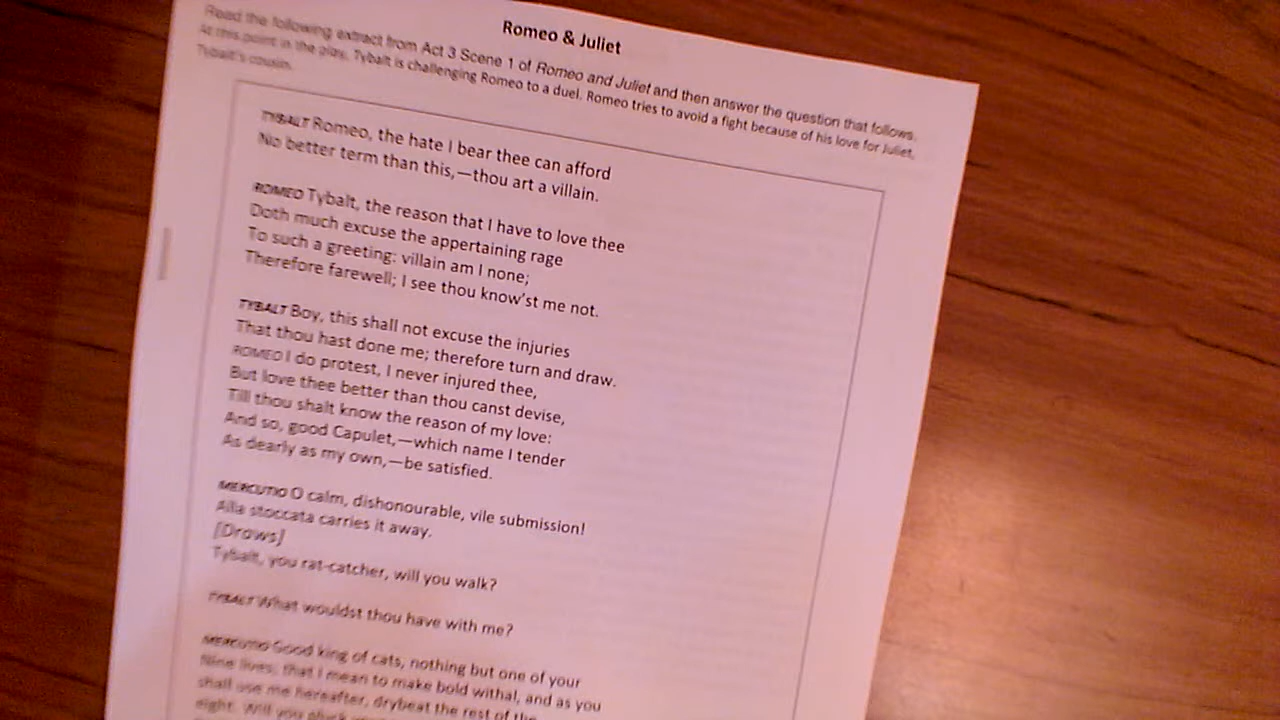 Romeo & Juliet
Read the following extract from Act 3 Scene 1 of Romeo and Juliet and then answer the question that follows.
At this point in the play, Tybalt is challenging Romeo to a duel. Romeo tries to avoid a fight because of his love for Juliet,
Tybalt's cousin.
TYBALT Romeo, the hate I bear thee can afford
No better term than this,—thou art a villain.
ROMEO Tybalt, the reason that I have to love thee
Doth much excuse the appertaining rage
To such a greeting: villain am I none;
Therefore farewell; I see thou know'st me not.
TYBALT Boy, this shall not excuse the injuries
That thou hast done me; therefore turn and draw.
ROMEO I do protest, I never injured thee,
But love thee better than thou canst devise,
Till thou shalt know the reason of my love:
And so, good Capulet,—which name I tender
As dearly as my own,—be satisfied.
MERCUTIO O calm, dishonourable, vile submission!
Alla stoccata carries it away.
[Draws]
Tybalt, you rat-catcher, will you walk?
TYBALT What wouldst thou have with me?
MERCUTIO Good king of cats, nothing but one of your
Nine lives; that I mean to make bold withal, and as you
shall use me hereafter, drybeat the rest of the
eight. Will you pluck